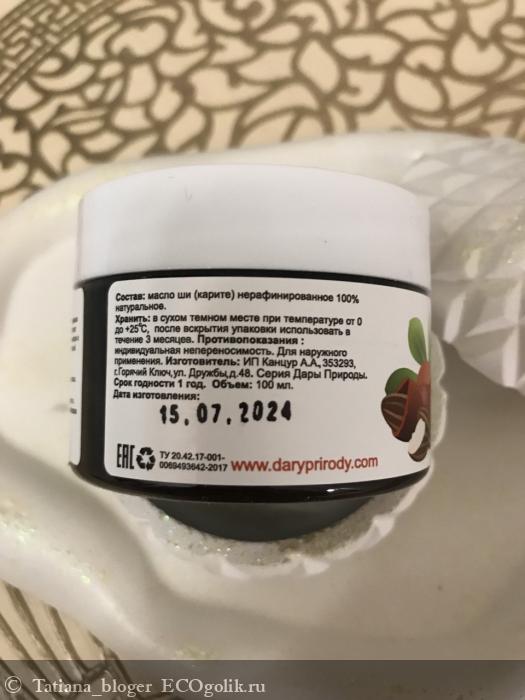 Состав: масло ши (карите) нерафинированное 100%
натуральное.
Хранить: в сухом темном месте при температуре от 0
до +25°C, после вскрытия упаковки использовать в
течение 3 месяцев. Противопоказания :
индивидуальная непереносимость. Для наружного
применения. Изготовитель: ИП Канцур А.А.,353293,
г.Горячий Ключ,ул. Дружбы,д.48. Серия Дары Природы.
Срок годности 1 год. Объем: 100 мл.
Дата изготовления:
15.07.2024
ЕАС
ТУ 20.42.17-001-
0069493642-2017
www.daryprirody.com
© Tatiana_bloger ECOgolik.ru